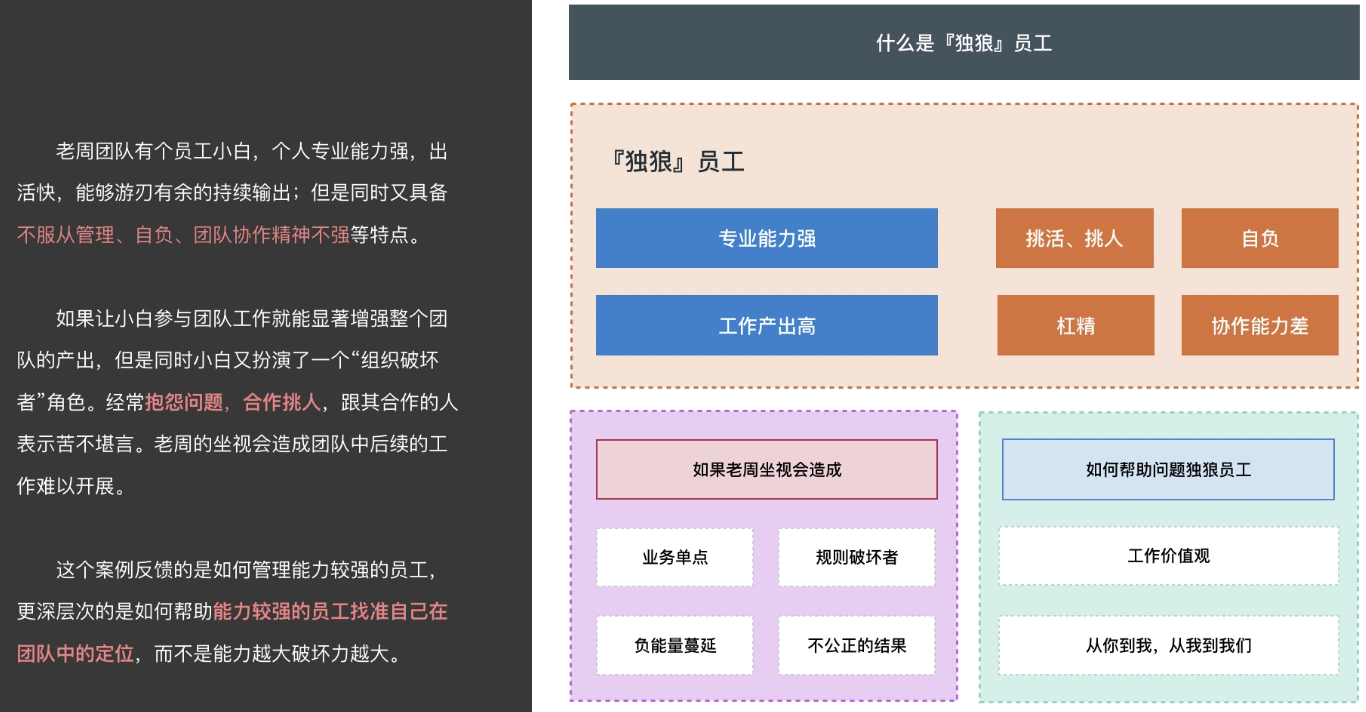 老周团队有个员工小白，个人专业能力强，出
活快，能够游刃有余的持续输出；但是同时又具备
不服从管理、自负、团队协作精神不强等特点。
如果让小白参与团队工作就能显著增强整个团
队的产出，但是同时小白又扮演了一个“组织破坏
者”角色。经常抱怨问题，合作挑人，跟其合作的人
表示苦不堪言。老周的坐视会造成团队中后续的工
作难以开展。
这个案例反馈的是如何管理能力较强的员工，
更深层次的是如何帮助能力较强的员工找准自己在
团队中的定位，而不是能力越大破坏力越大。
什么是『独狼』员工
『独狼』员工
专业能力强
挑活、挑人
自负
工作产出高
杠精
协作能力差
如果老周坐视会造成
业务单点
规则破坏者
负能量蔓延
不公正的结果
如何帮助问题独狼员工
工作价值观
从你到我，从我到我们